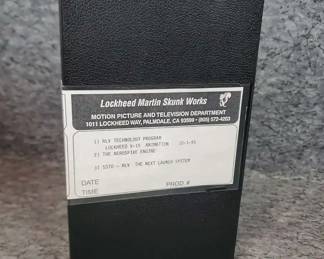 Lockheed Martin Skunk Works
MOTION PICTURE AND TELEVISION DEPARTMENT
1011 LOCKHEED WAY, PALMDALE, CA 93599 - (805) 572-4153
1) RLV TECHNOLOGY PROGRAM
LOCKHEED X-33 ANIMATION
2) THE AEROSPIKE ENGINE
3) SSTO - RLV THE NEXT LAUNCH SYSTEM
DATE
TIME
PROD #